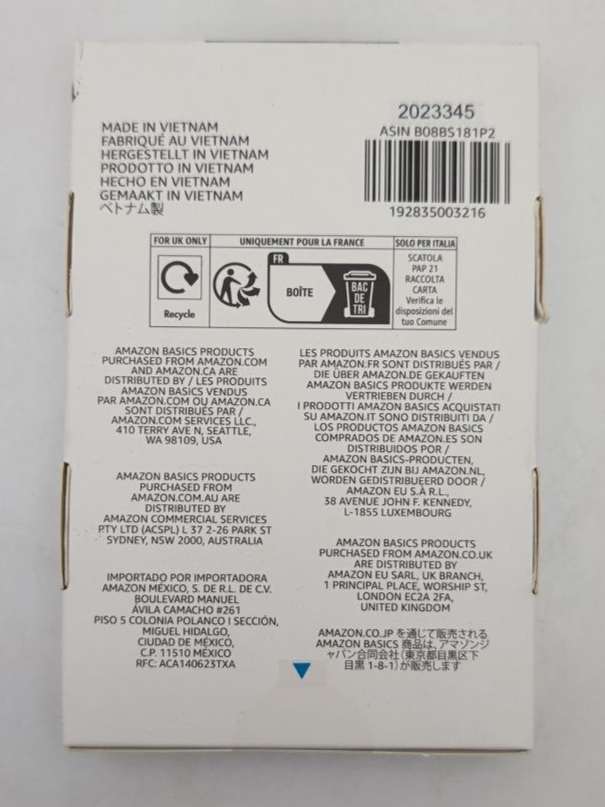 2023345
ASIN B08BS181P2
192835003216
MADE IN VIETNAM
FABRIQUÉ AU VIETNAM
HERGESTELLT IN VIETNAM
PRODOTTO IN VIETNAM
HECHO EN VIETNAM
GEMAAKT IN VIETNAM
ベトナム製
FOR UK ONLY
Recycle
UNIQUEMENT POUR LA FRANCE
FR
BOÎTE
BAC
DE
TRI
SOLO PER ITALIA
SCATOLA
PAP 21
RACCOLTA
CARTA
Verifica le
disposizioni del
tuo Comune
AMAZON BASICS PRODUCTS
PURCHASED FROM AMAZON.COM
AND AMAZON.CA ARE
DISTRIBUTED BY / LES PRODUITS
AMAZON BASICS VENDUS
PAR AMAZON.COM OU AMAZON.CA
SONT DISTRIBUÉS PAR /
AMAZON.COM SERVICES LLC.,
410 TERRY AVE N, SEATTLE,
WA 98109, USA
AMAZON BASICS PRODUCTS
PURCHASED FROM
AMAZON.COM.AU ARE
DISTRIBUTED BY
AMAZON COMMERCIAL SERVICES
PTY LTD (ACSPL) L 37 2-26 PARK ST
SYDNEY, NSW 2000, AUSTRALIA
IMPORTADO POR IMPORTADORA
AMAZON MÉXICO, S. DE R.L. DE C.V.
BOULEVARD MANUEL
ÁVILA CAMACHO #261
PISO 5 COLONIA POLANCO I SECCIÓN,
MIGUEL HIDALGO,
CIUDAD DE MÉXICO,
C.P. 11510 MÉXICO
RFC: ACA140623TXA
LES PRODUITS AMAZON BASICS VENDUS
PAR AMAZON.FR SONT DISTRIBUÉS PAR /
DIE ÜBER AMAZON.DE GEKAUFTEN
AMAZON BASICS PRODUKTE WERDEN
VERTRIEBEN DURCH /
I PRODOTTI AMAZON BASICS ACQUISTATI
SU AMAZON.IT SONO DISTRIBUITI DA /
LOS PRODUCTOS AMAZON BASICS
COMPRADOS DE AMAZON.ES SON
DISTRIBUIDOS POR /
AMAZON BASICS-PRODUCTEN,
DIE GEKOCHT ZIJN BIJ AMAZON.NL,
WORDEN GEDISTRIBUEERD DOOR /
AMAZON EU S.À R.L.,
38 AVENUE JOHN F. KENNEDY,
L-1855 LUXEMBOURG
AMAZON BASICS PRODUCTS
PURCHASED FROM AMAZON.CO.UK
ARE DISTRIBUTED BY
AMAZON EU SARL, UK BRANCH,
1 PRINCIPAL PLACE, WORSHIP ST,
LONDON EC2A 2FA,
UNITED KINGDOM
AMAZON.CO.JP を通じて販売される
AMAZON BASICS 商品は、アマゾンジ
ャパン合同会社(東京都目黒区下
目黒 1-8-1)が販売します